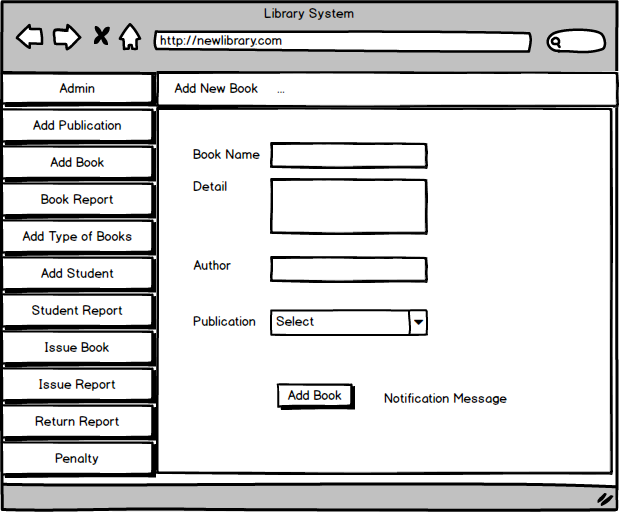 Library System
http://newlibrary.com
Admin
Add Publication
Add Book
Book Report
Add Type of Books
Add Student
Student Report
Issue Book
Issue Report
Return Report
Penalty
Add New Book ...
Book Name
Detail
Author
Publication Select
Add Book Notification Message